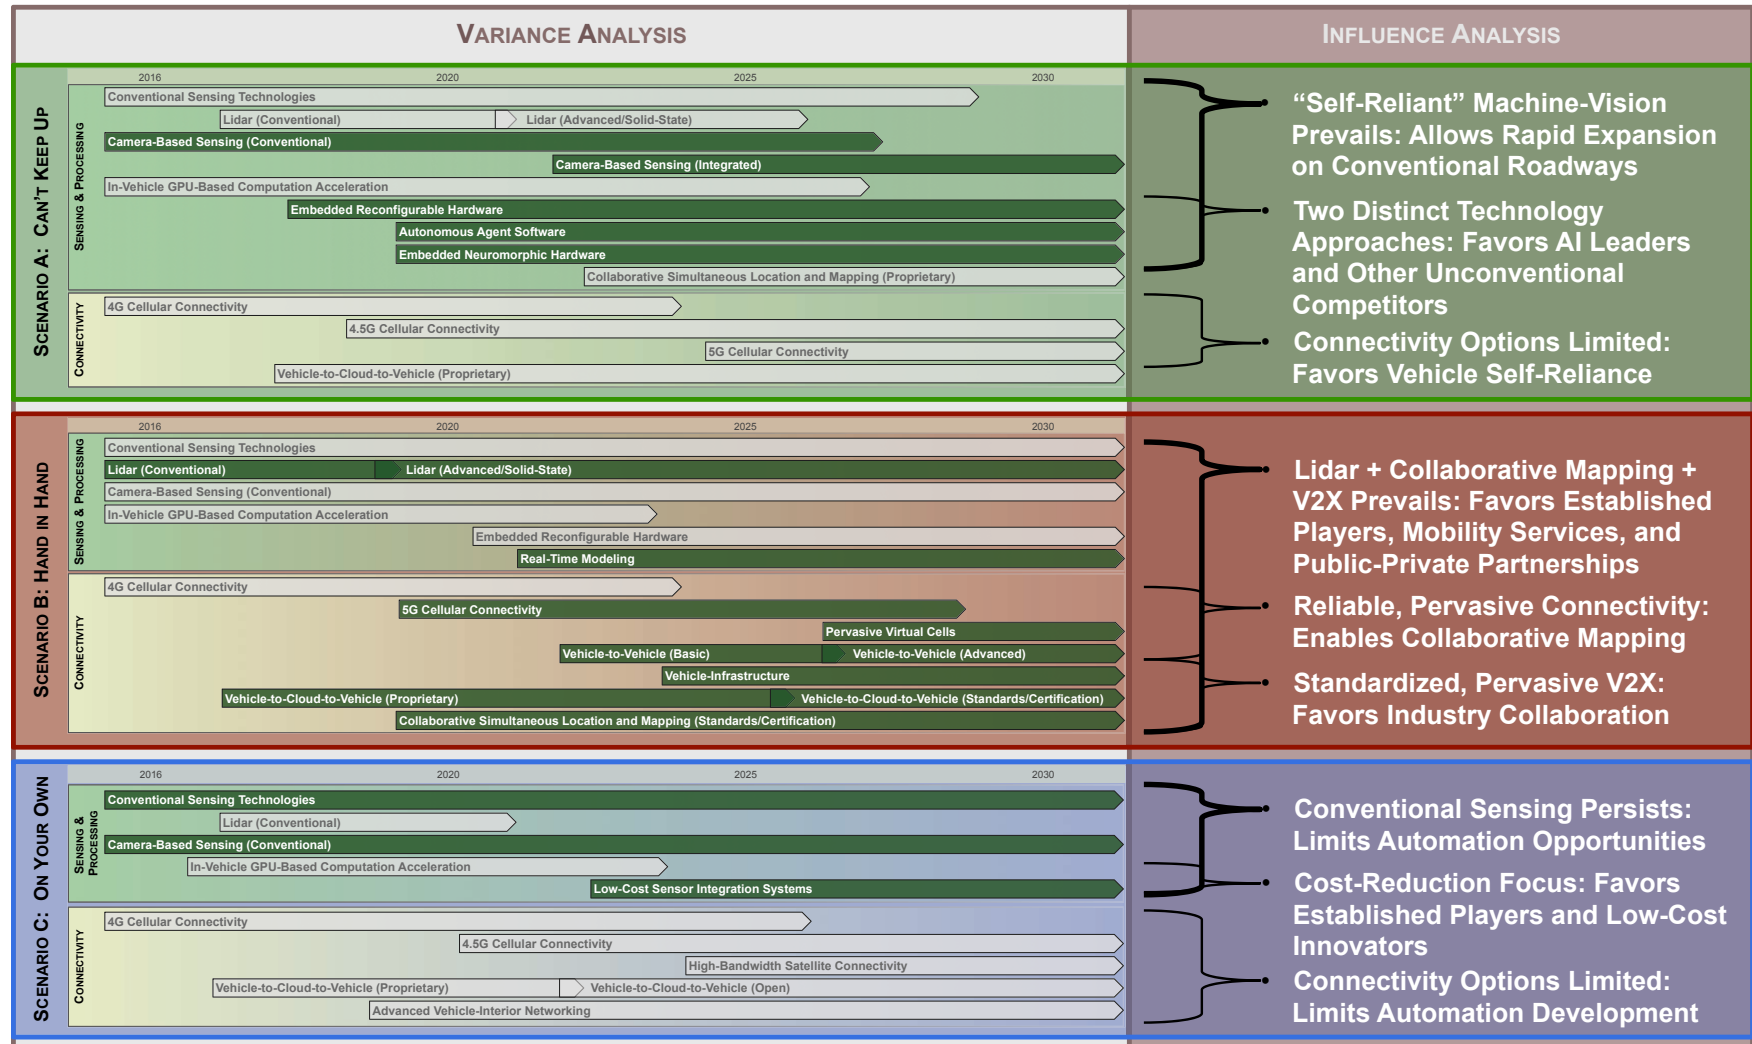 VARIANCE ANALYSIS
INFLUENCE ANALYSIS
SCENARIO A: CAN'T KEEP UP
2016 2020 2025 2030
SENSING & PROCESSING
Conventional Sensing Technologies
Lidar (Conventional) Lidar (Advanced/Solid-State)
Camera-Based Sensing (Conventional)
Camera-Based Sensing (Integrated)
In-Vehicle GPU-Based Computation Acceleration
Embedded Reconfigurable Hardware
Autonomous Agent Software
Embedded Neuromorphic Hardware
Collaborative Simultaneous Location and Mapping (Proprietary)
CONNECTIVITY
4G Cellular Connectivity
4.5G Cellular Connectivity
5G Cellular Connectivity
Vehicle-to-Cloud-to-Vehicle (Proprietary)
“Self-Reliant” Machine-Vision
Prevails: Allows Rapid Expansion
on Conventional Roadways
Two Distinct Technology
Approaches: Favors AI Leaders
and Other Unconventional
Competitors
Connectivity Options Limited:
Favors Vehicle Self-Reliance
SCENARIO B: HAND IN HAND
2016 2020 2025 2030
SENSING & PROCESSING
Conventional Sensing Technologies
Lidar (Conventional) Lidar (Advanced/Solid-State)
Camera-Based Sensing (Conventional)
In-Vehicle GPU-Based Computation Acceleration
Embedded Reconfigurable Hardware
Real-Time Modeling
CONNECTIVITY
4G Cellular Connectivity
5G Cellular Connectivity
Pervasive Virtual Cells
Vehicle-to-Vehicle (Basic) Vehicle-to-Vehicle (Advanced)
Vehicle-Infrastructure
Vehicle-to-Cloud-to-Vehicle (Proprietary) Vehicle-to-Cloud-to-Vehicle (Standards/Certification)
Collaborative Simultaneous Location and Mapping (Standards/Certification)
Lidar + Collaborative Mapping +
V2X Prevails: Favors Established
Players, Mobility Services, and
Public-Private Partnerships
Reliable, Pervasive Connectivity:
Enables Collaborative Mapping
Standardized, Pervasive V2X:
Favors Industry Collaboration
SCENARIO C: ON YOUR OWN
2016 2020 2025 2030
SENSING &
PROCESSING
Conventional Sensing Technologies
Lidar (Conventional)
Camera-Based Sensing (Conventional)
In-Vehicle GPU-Based Computation Acceleration
Low-Cost Sensor Integration Systems
CONNECTIVITY
4G Cellular Connectivity
4.5G Cellular Connectivity
High-Bandwidth Satellite Connectivity
Vehicle-to-Cloud-to-Vehicle (Proprietary) Vehicle-to-Cloud-to-Vehicle (Open)
Advanced Vehicle-Interior Networking
Conventional Sensing Persists:
Limits Automation Opportunities
Cost-Reduction Focus: Favors
Established Players and Low-Cost
Innovators
Connectivity Options Limited:
Limits Automation Development